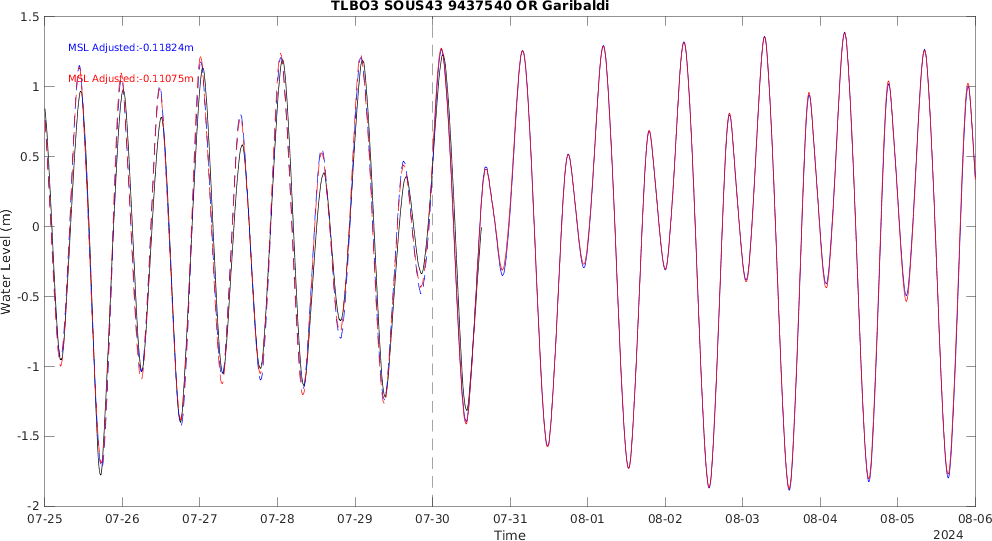 TLBO3 SOUS43 9437540 OR Garibaldi
MSL Adjusted:-0.11824m
MSL Adjusted:-0.11075m
Water Level (m)
1.5
1
0.5
0
-0.5
-1
-1.5
-2
07-25 07-26 07-27 07-28 07-29 07-30 07-31 08-01 08-02 08-03 08-04 08-05 08-06
Time
2024